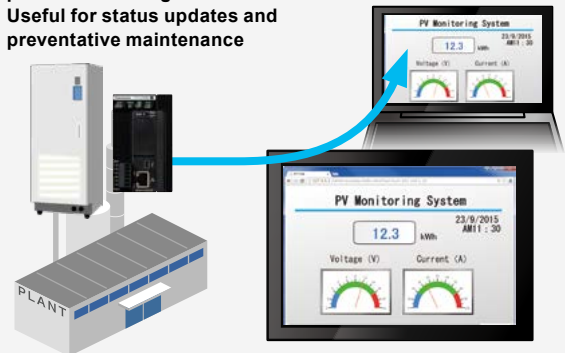 Useful for status updates and
preventative maintenance
PV Monitoring System
23/9/2015
AM11 : 30
12.3 kWh
Voltage (V) Current (A)
PV Monitoring System
23/9/2015
AM11 : 30
12.3 kWh
Voltage (V) Current (A)
PLANT